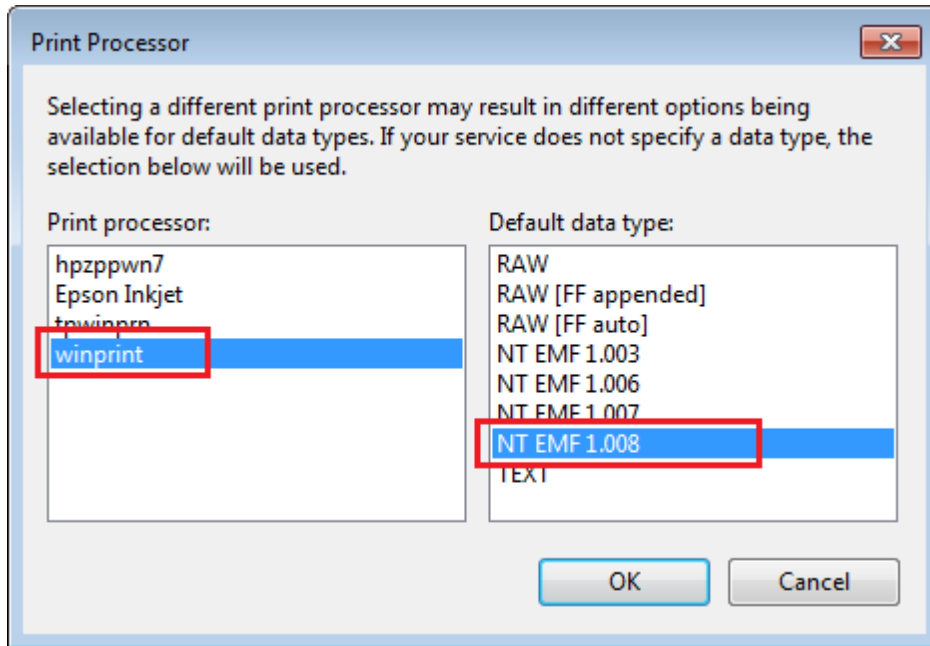 Print Processor
Selecting a different print processor may result in different options being
available for default data types. If your service does not specify a data type, the
selection below will be used.
Print processor:
hpzppwn7
Epson Inkjet
tpwinprn
winprint
Default data type:
RAW
RAW [FF appended]
RAW [FF auto]
NT EMF 1.003
NT EMF 1.006
NT EMF 1.007
NT EMF 1.008
TEXT
OK
Cancel